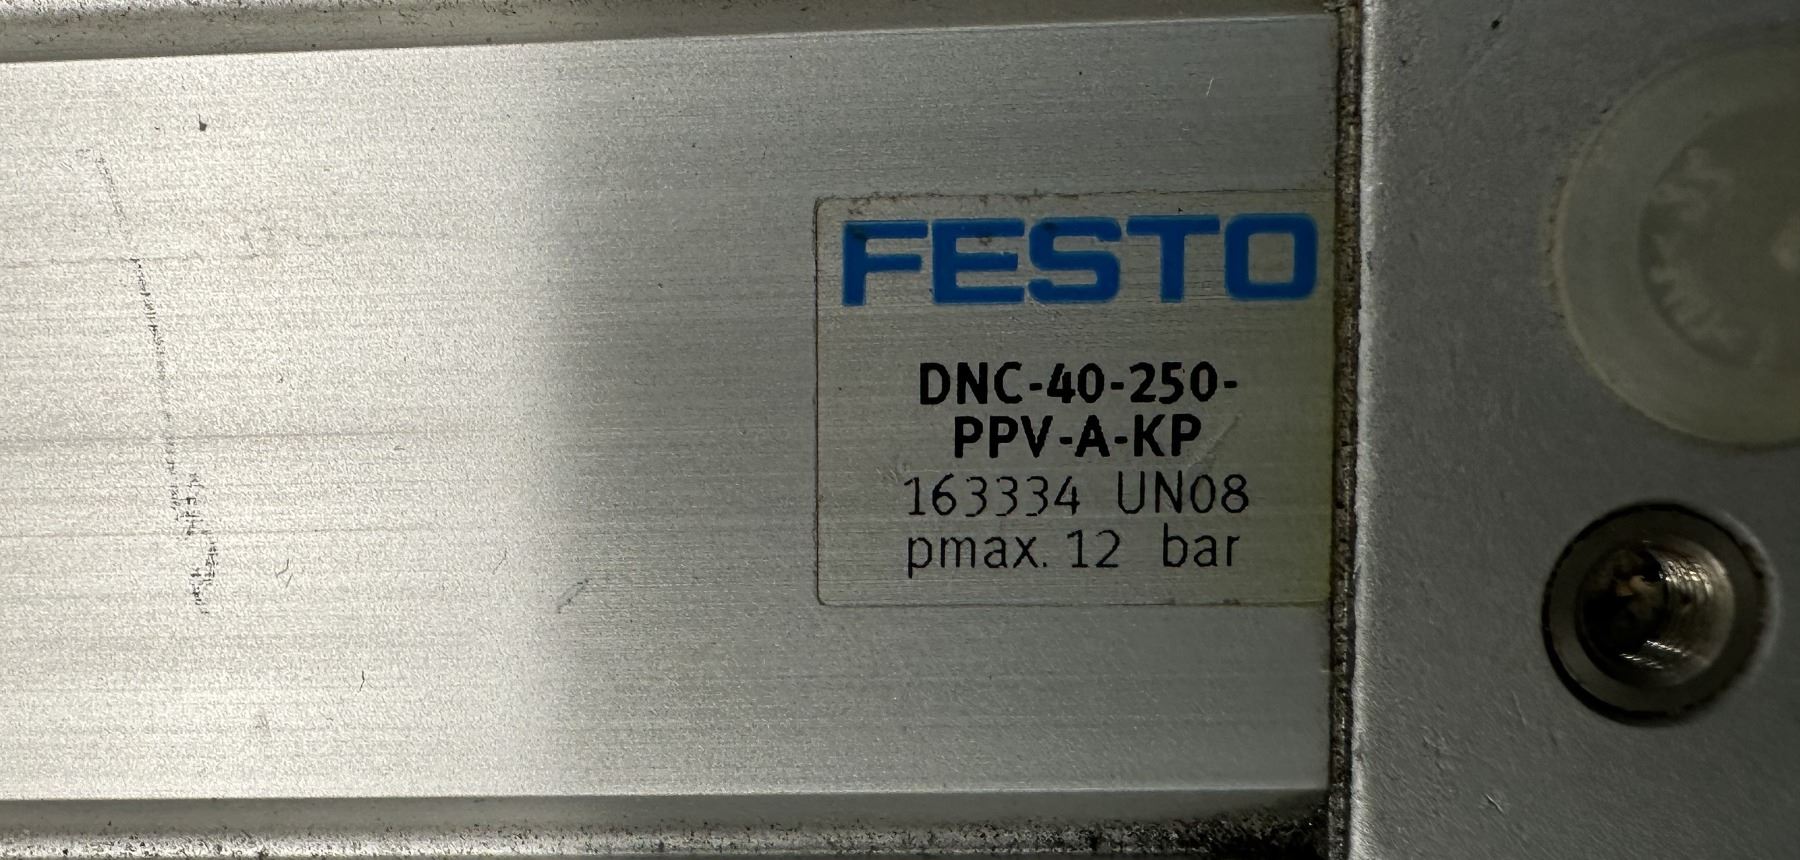 FESTO
DNC-40-250-
PPV-A-KP
163334 UN08
pmax. 12 bar